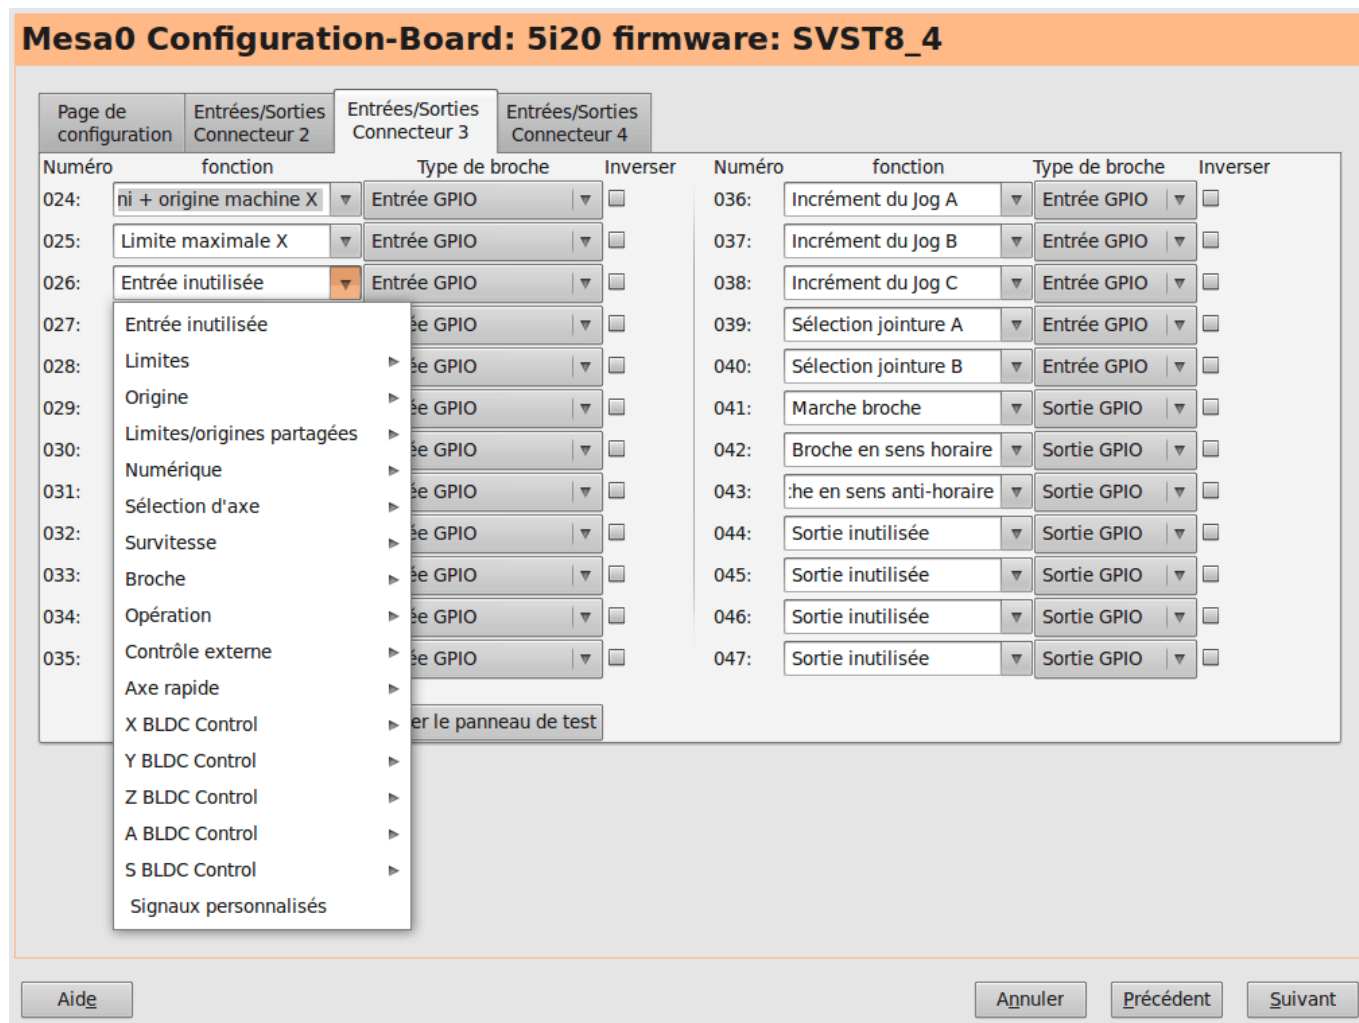 Mesa0 Configuration-Board: 5i20 firmware: SVST8_4
Page de configuration
Entrées/Sorties Connecteur 2
Entrées/Sorties Connecteur 3
Entrées/Sorties Connecteur 4
Numéro fonction Type de broche Inverser Numéro fonction Type de broche Inverser
024: ni + origine machine X Entrée GPIO 036: Incrément du Jog A Entrée GPIO
025: Limite maximale X Entrée GPIO 037: Incrément du Jog B Entrée GPIO
026: Entrée inutilisée Entrée GPIO 038: Incrément du Jog C Entrée GPIO
027: Entrée inutilisée ée GPIO 039: Sélection jointure A Entrée GPIO
028: Limites ée GPIO 040: Sélection jointure B Entrée GPIO
029: Origine ée GPIO 041: Marche broche Sortie GPIO
030: Limites/origines partagées ée GPIO 042: Broche en sens horaire Sortie GPIO
031: Numérique ée GPIO 043: he en sens anti-horaire Sortie GPIO
032: Sélection d'axe ée GPIO 044: Sortie inutilisée Sortie GPIO
033: Survitesse ée GPIO 045: Sortie inutilisée Sortie GPIO
034: Broche ée GPIO 046: Sortie inutilisée Sortie GPIO
035: Opération ée GPIO 047: Sortie inutilisée Sortie GPIO
Contrôle externe
Axe rapide
X BLDC Control er le panneau de test
Y BLDC Control
Z BLDC Control
A BLDC Control
S BLDC Control
Signaux personnalisés
Aide Annuler Précédent Suivant